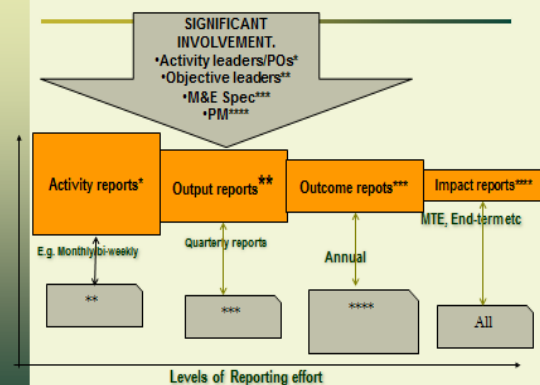 SIGNIFICANT
INVOLVEMENT.
•Activity leaders/POs*
•Objective leaders**
•M&E Spec***
•PM****
Activity reports*
Output reports**
Outcome repots***
Impact reports****
E.g. Monthly/bi-weekly
Quarterly reports
Annual
MTE, End-term etc
**
***
****
All
Levels of Reporting effort